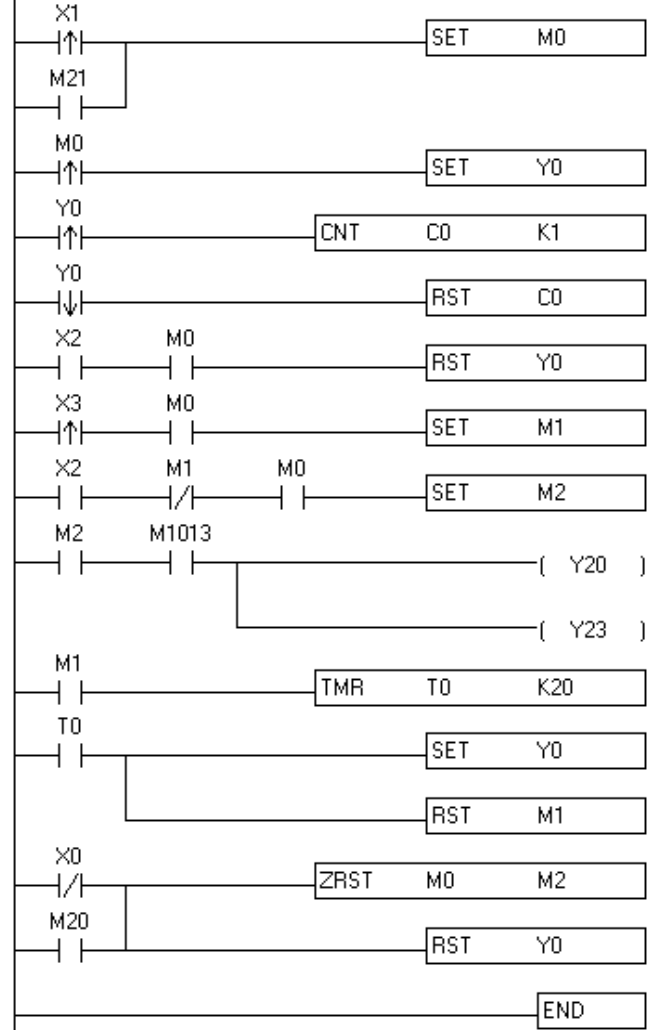 X1
SET M0
M21
M0
SET Y0
Y0
CNT C0 K1
Y0
RST C0
X2 M0
RST Y0
X3 M0
SET M1
X2 M1 M0
SET M2
M2 M1013
( Y20 )
( Y23 )
M1
TMR T0 K20
T0
SET Y0
RST M1
X0
ZRST M0 M2
M20
RST Y0
END